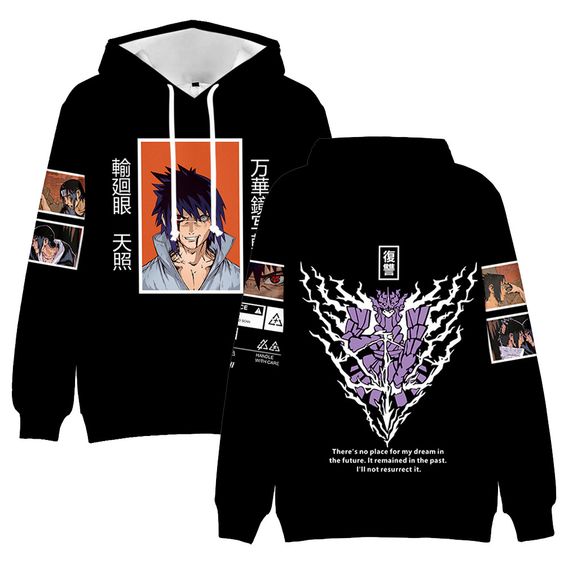 輪廻眼 天照
万華鏡
CE
HANDLE
WITH CARE
復讐
There's no place for my dream in
the future. It remained in the past.
I'll not resurrect it.